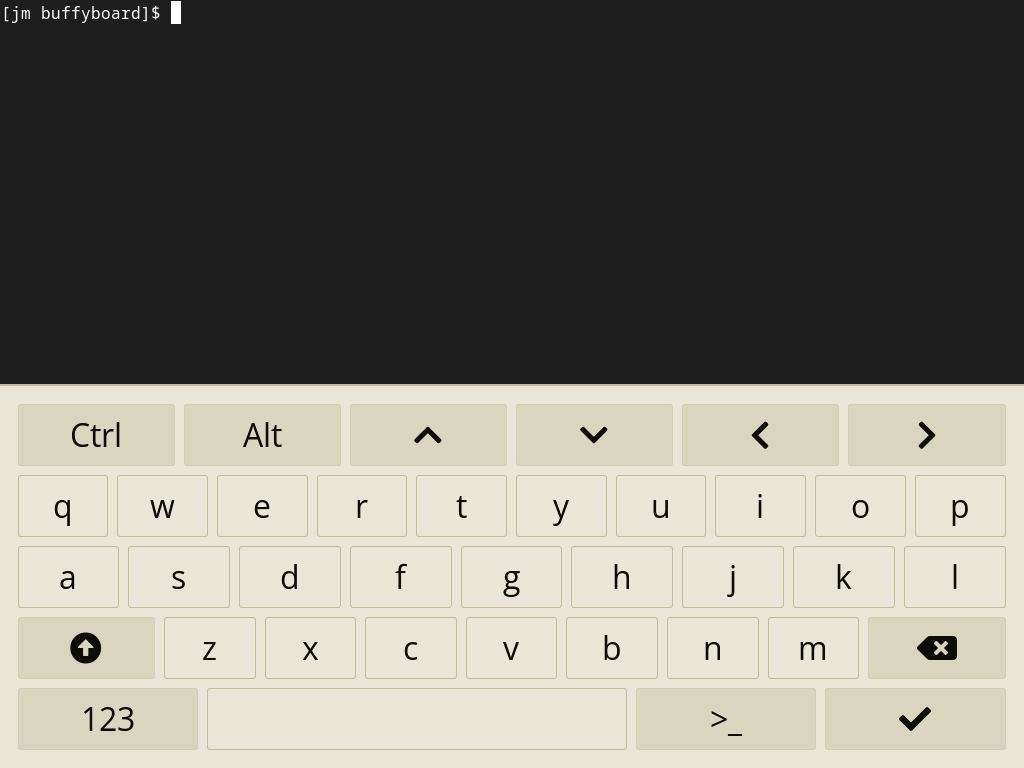 [jm buffyboard]$
Ctrl Alt
q w e r t y u i o p
a s d f g h j k l
z x c v b n m
123 >_